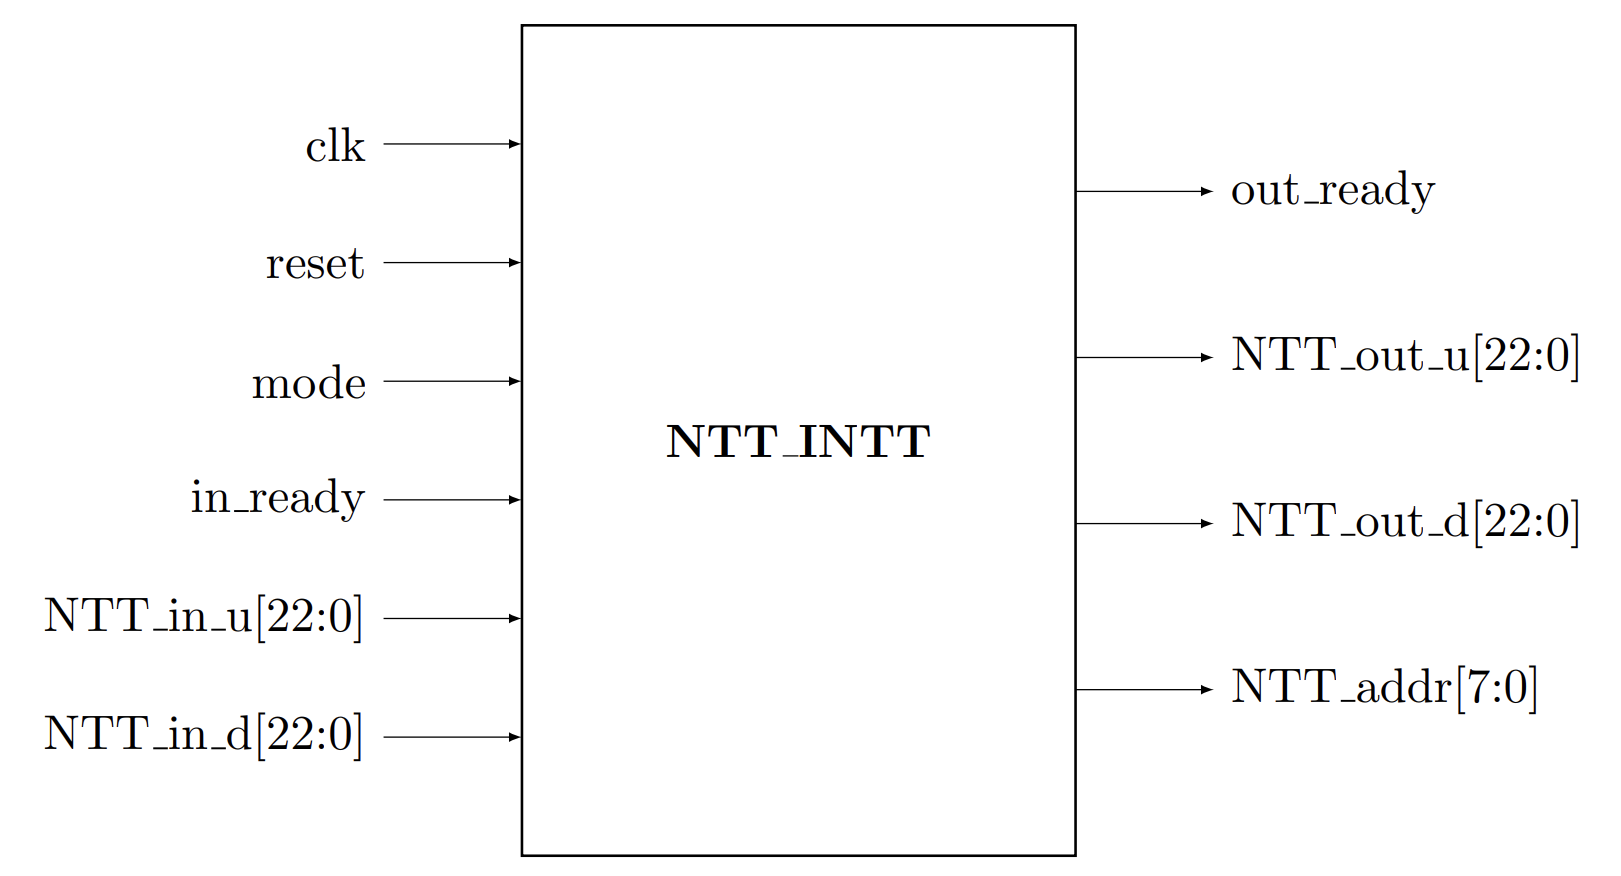 clk
reset
mode
in_ready
NTT_in_u[22:0]
NTT_in_d[22:0]
NTT_INTT
out_ready
NTT_out_u[22:0]
NTT_out_d[22:0]
NTT_addr[7:0]